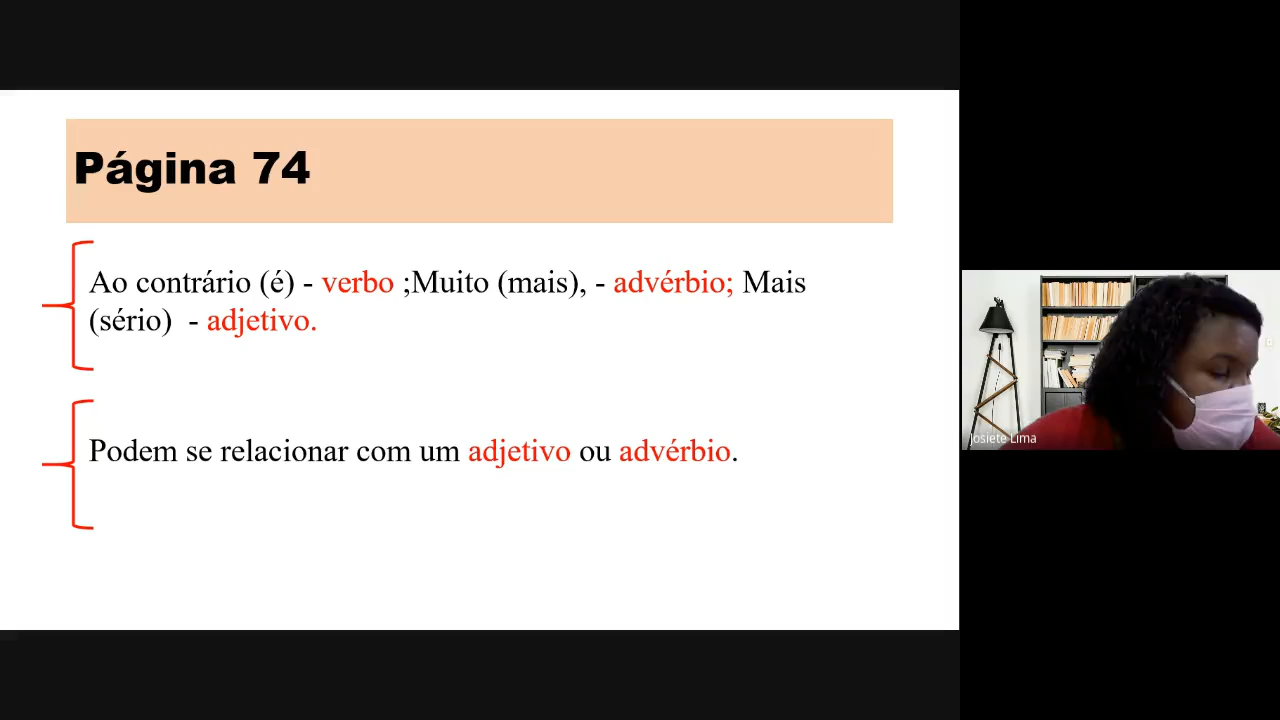 Página 74
Ao contrário (é) - verbo ;Muito (mais), - advérbio; Mais
(sério)  - adjetivo.
Podem se relacionar com um adjetivo ou advérbio.
Josiete Lima